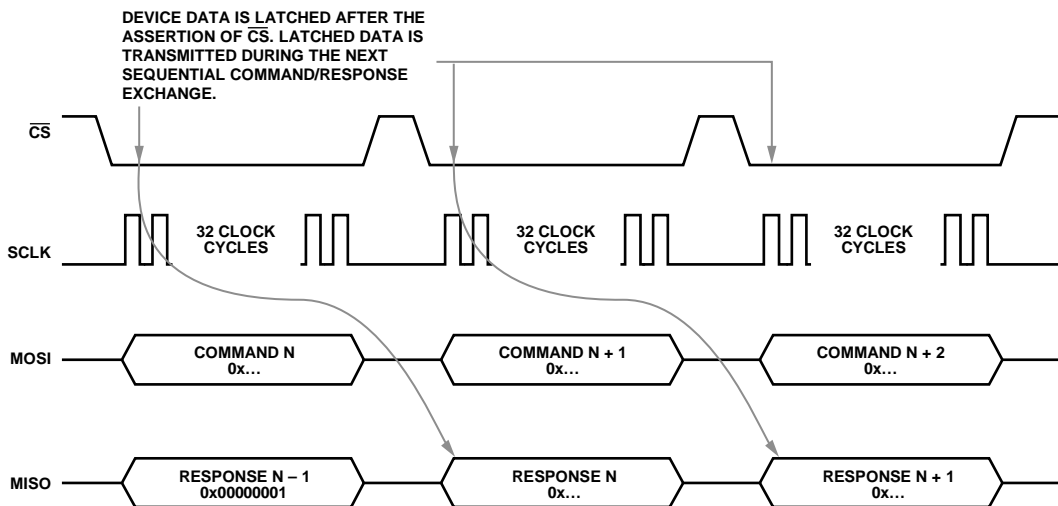 DEVICE DATA IS LATCHED AFTER THE
ASSERTION OF CS. LATCHED DATA IS
TRANSMITTED DURING THE NEXT
SEQUENTIAL COMMAND/RESPONSE
EXCHANGE.
CS
SCLK
32 CLOCK
CYCLES
32 CLOCK
CYCLES
32 CLOCK
CYCLES
MOSI
COMMAND N
0x…
COMMAND N + 1
0x…
COMMAND N + 2
0x…
MISO
RESPONSE N – 1
0x00000001
RESPONSE N
0x…
RESPONSE N + 1
0x…